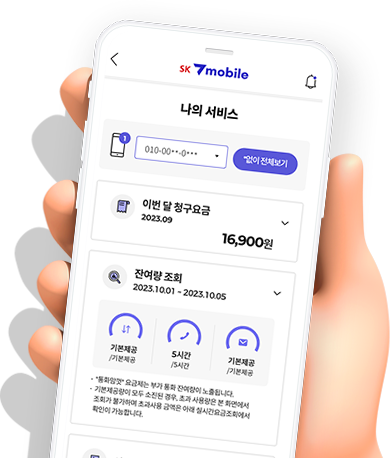 SK 7mobile
나의 서비스
1
010-00**-0***
*없이 전체보기
이번 달 청구요금
2023.09
16,900원
잔여량 조회
2023.10.01 ~ 2023.10.05
기본제공
/기본제공
5시간
/5시간
기본제공
/기본제공
• "통화맘껏" 요금제는 부가 통화 잔여량이 노출됩니다.
• 기본제공량이 모두 소진된 경우, 초과 사용량은 본 화면에서
조회가 불가하며 초과사용 금액은 아래 실시간요금조회에서
확인이 가능합니다.